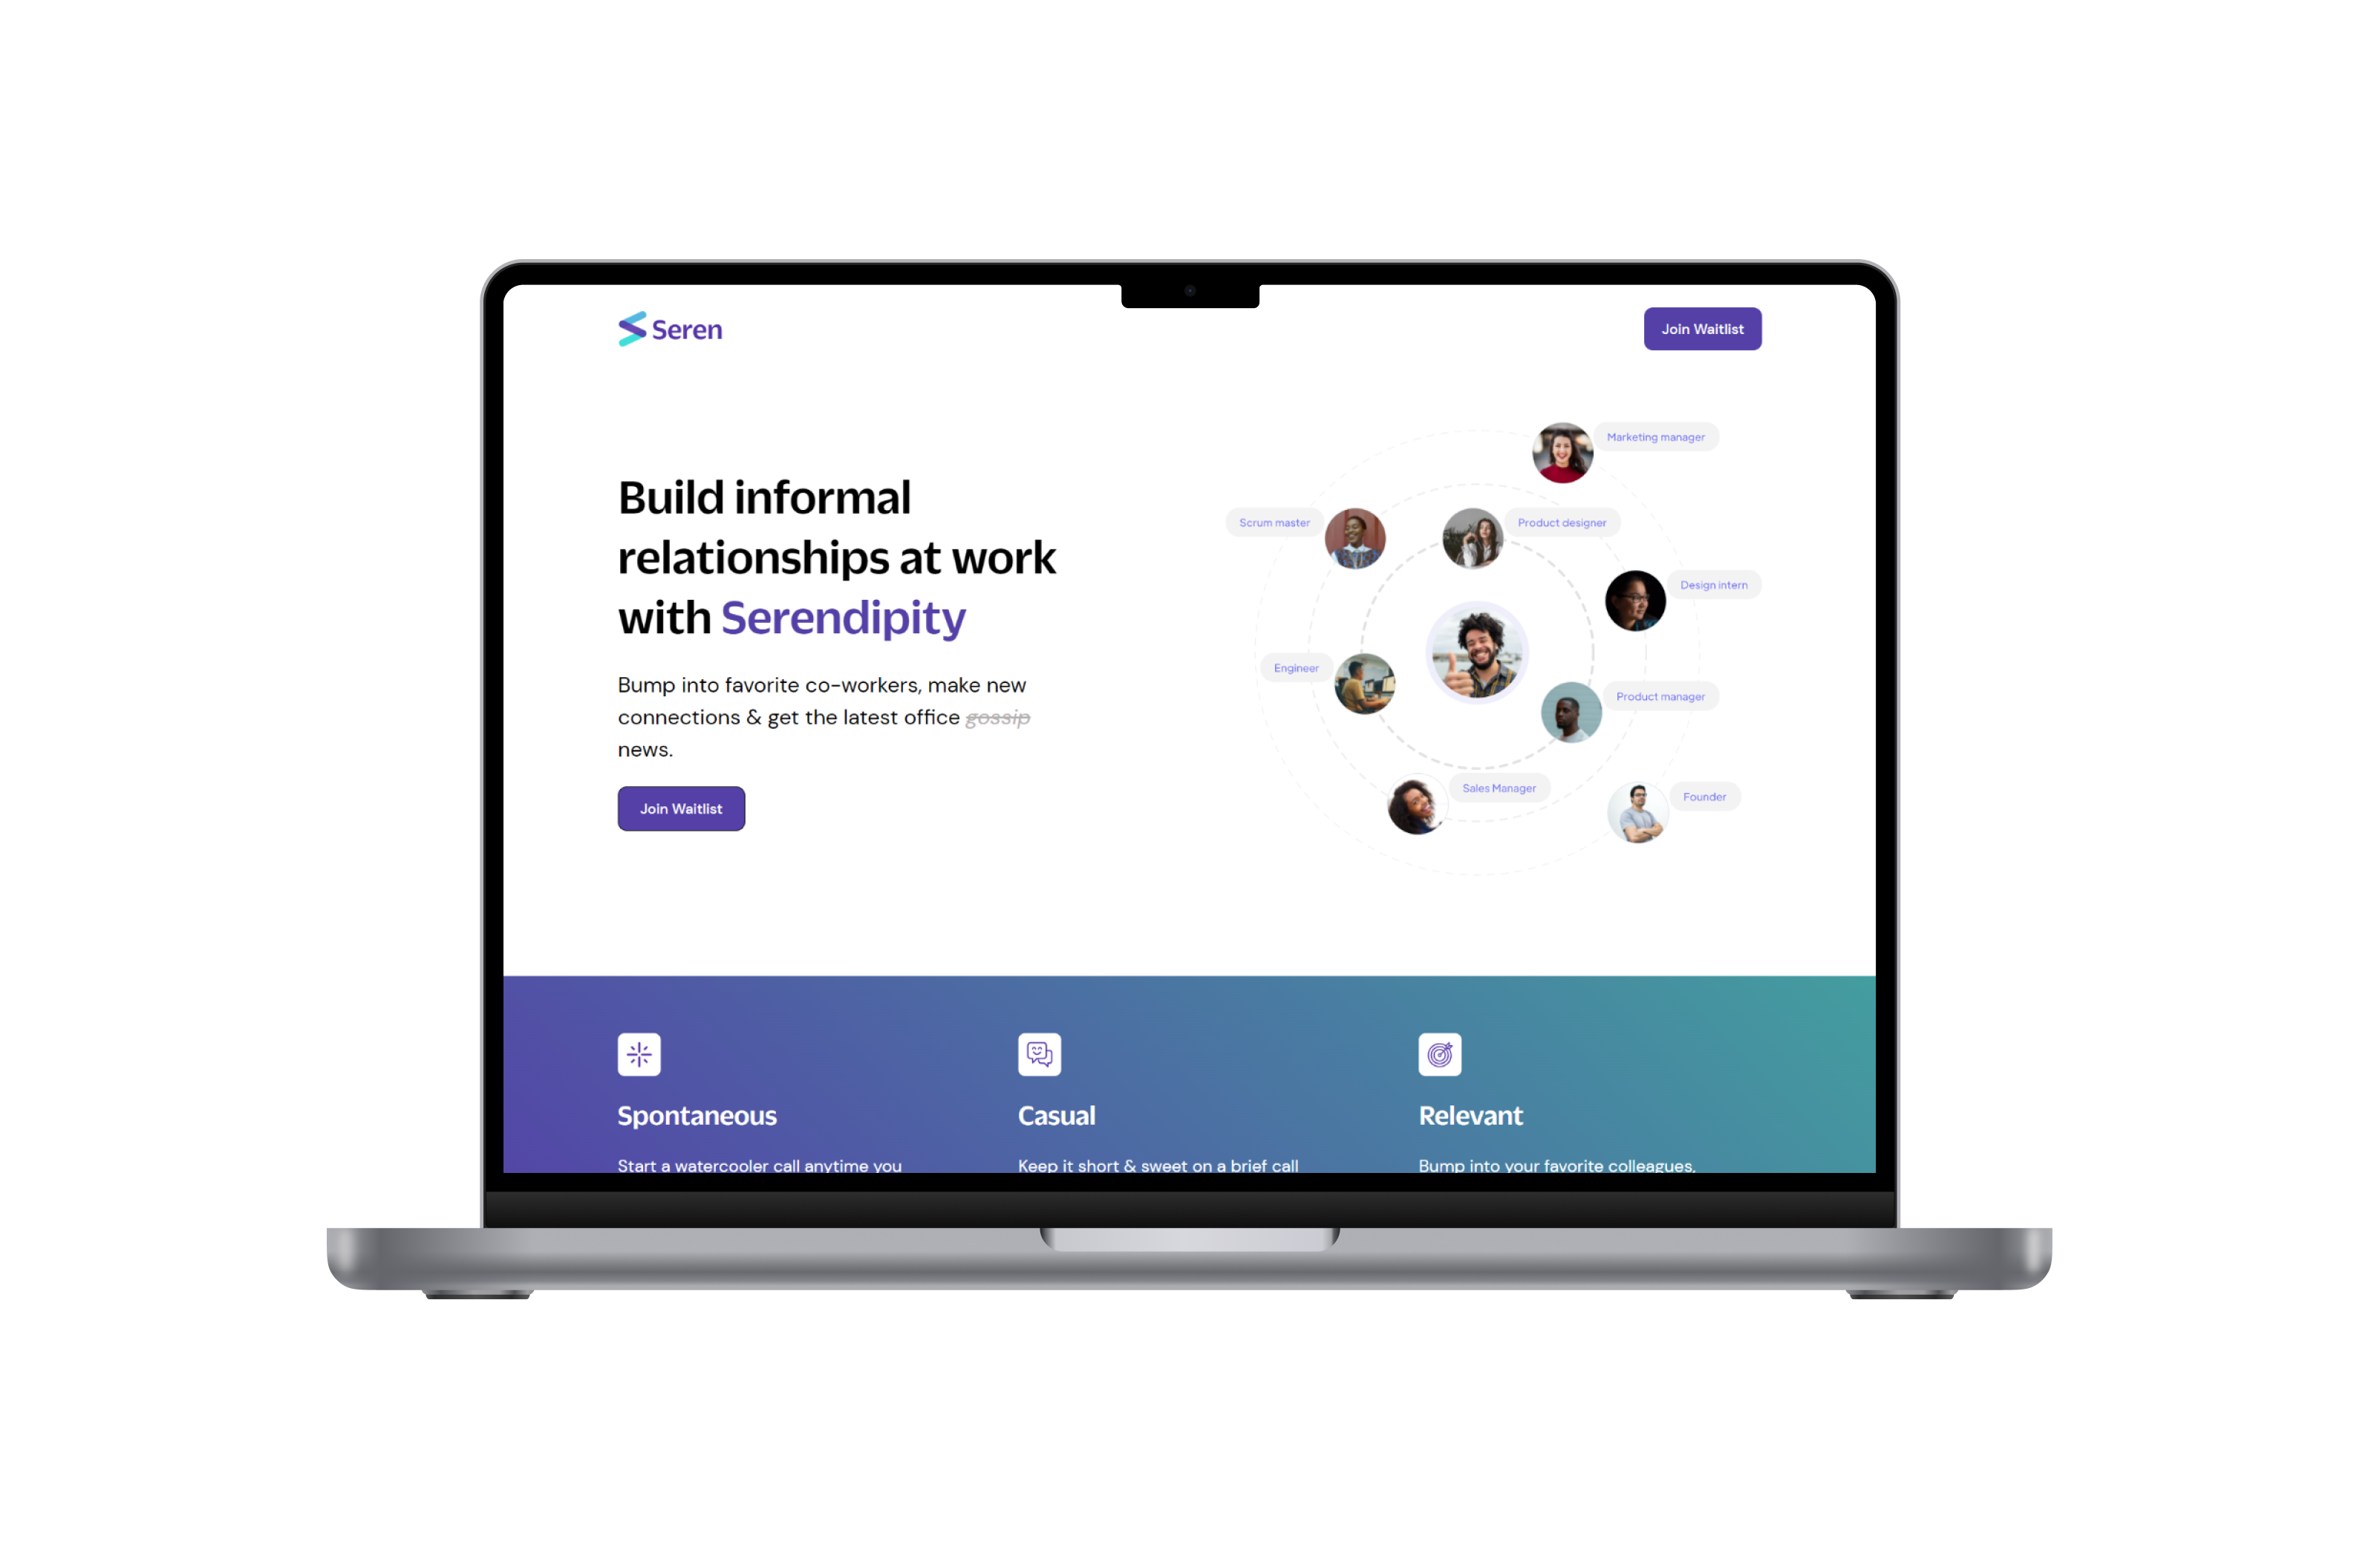 Seren
Join Waitlist
Build informal
relationships at work
with Serendipity
Bump into favorite co-workers, make new
connections & get the latest office gossip
news.
Join Waitlist
Marketing manager
Scrum master
Product designer
Design intern
Engineer
Product manager
Sales Manager
Founder
Spontaneous
Start a watercooler call anytime you
Casual
Keep it short & sweet on a brief call
Relevant
Bump into your favorite colleagues,